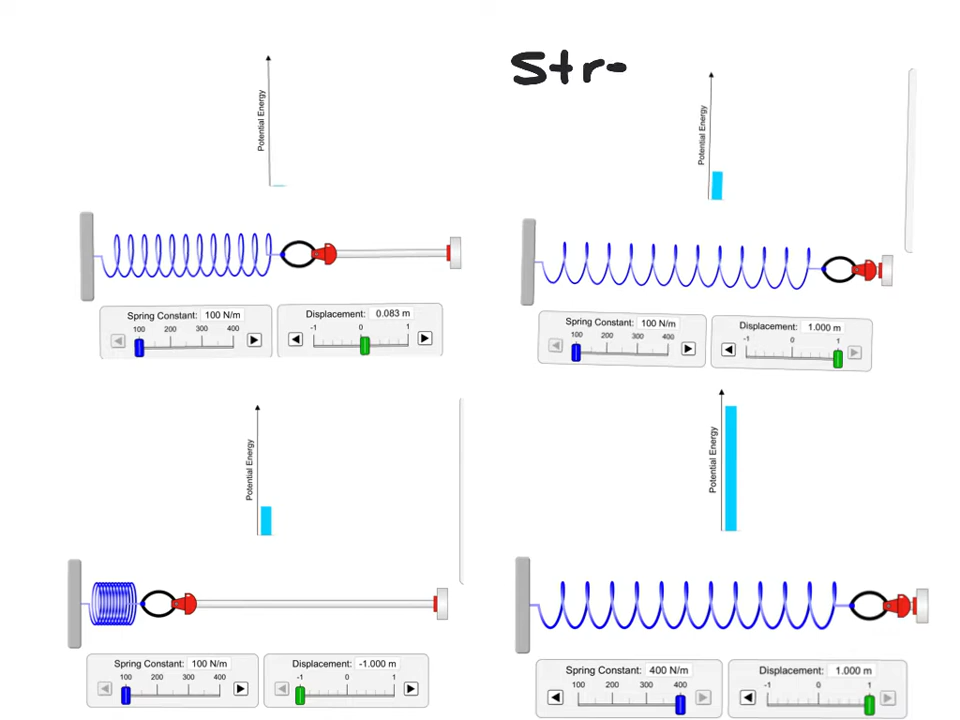 Str-
Potential Energy
Potential Energy
Spring Constant: 100 N/m
100 200 300 400
Displacement: 0.083 m
-1 0 1
Spring Constant: 100 N/m
100 200 300 400
Displacement: 1.000 m
-1 0 1
Potential Energy
Potential Energy
Spring Constant: 100 N/m
100 200 300 400
Displacement: -1.000 m
-1 0 1
Spring Constant: 400 N/m
100 200 300 400
Displacement: 1.000 m
-1 0 1